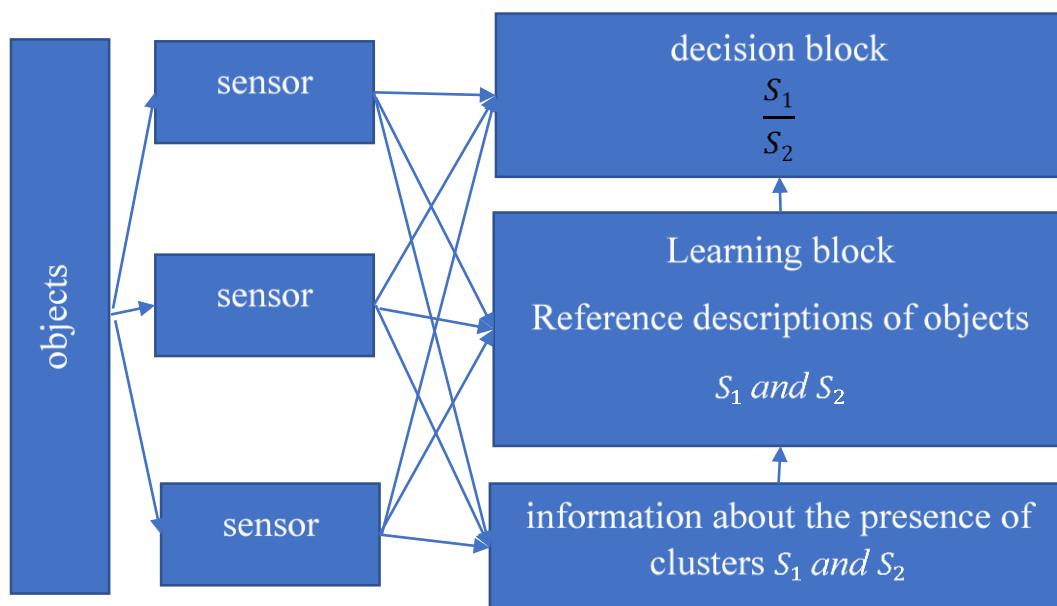 objects
sensor
sensor
sensor
decision block
S₁
S₂
Learning block
Reference descriptions of objects
S₁ and S₂
information about the presence of
clusters S₁ and S₂